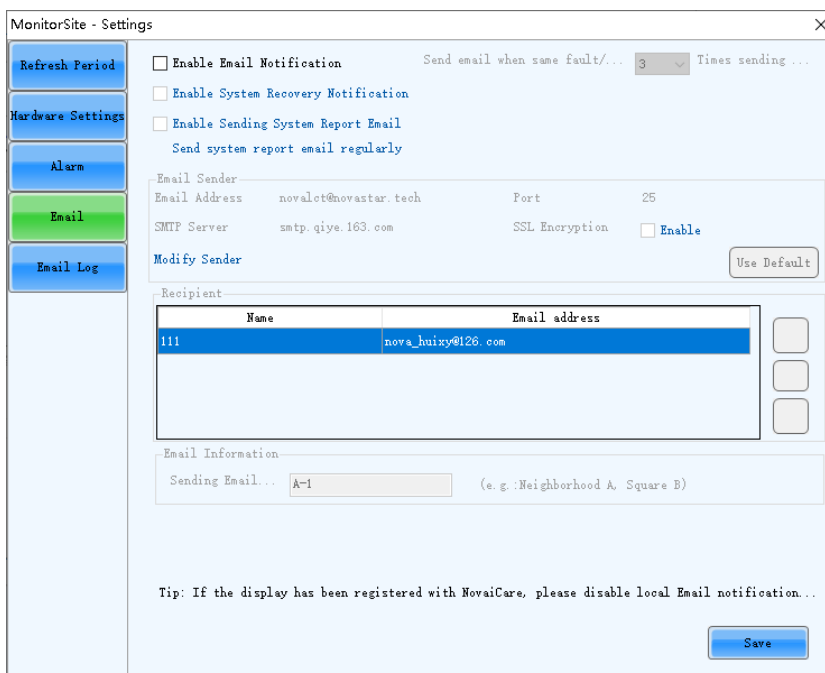 MonitorSite - Settings
Refresh Period
Hardware Settings
Alarm
Email
Email Log
Enable Email Notification
Send email when same fault/... 3 Times sending ...
Enable System Recovery Notification
Enable Sending System Report Email
Send system report email regularly
Email Sender
Email Address novalct@novastar.tech Port 25
SMTP Server smtp.qiye.163.com SSL Encryption Enable
Modify Sender Use Default
Recipient
Name Email address
111 nova_huixy@126.com
Email Information
Sending Email... A-1 (e.g.:Neighborhood A, Square B)
Tip: If the display has been registered with NovaiCare, please disable local Email notification...
Save